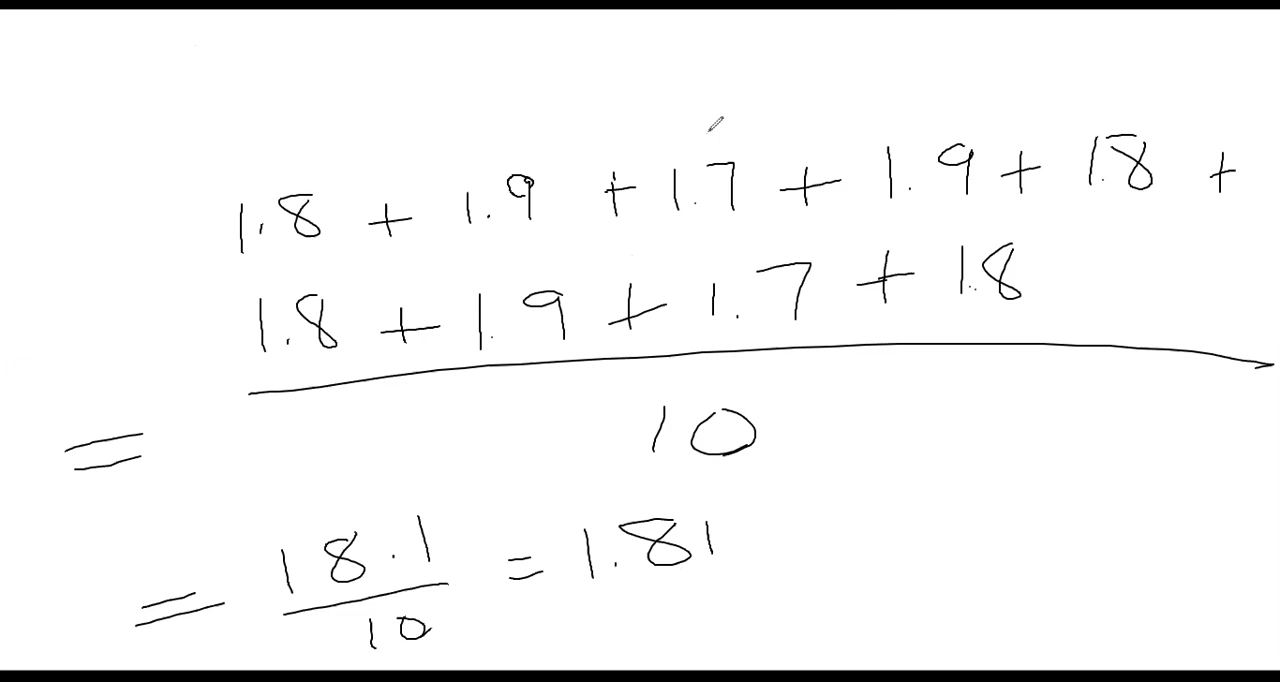 1.8 + 1.9 + 1.7 + 1.9 + 1.8 +
1.8 + 1.9 + 1.7 + 1.8
=
10
= 18.1 / 10 = 1.81